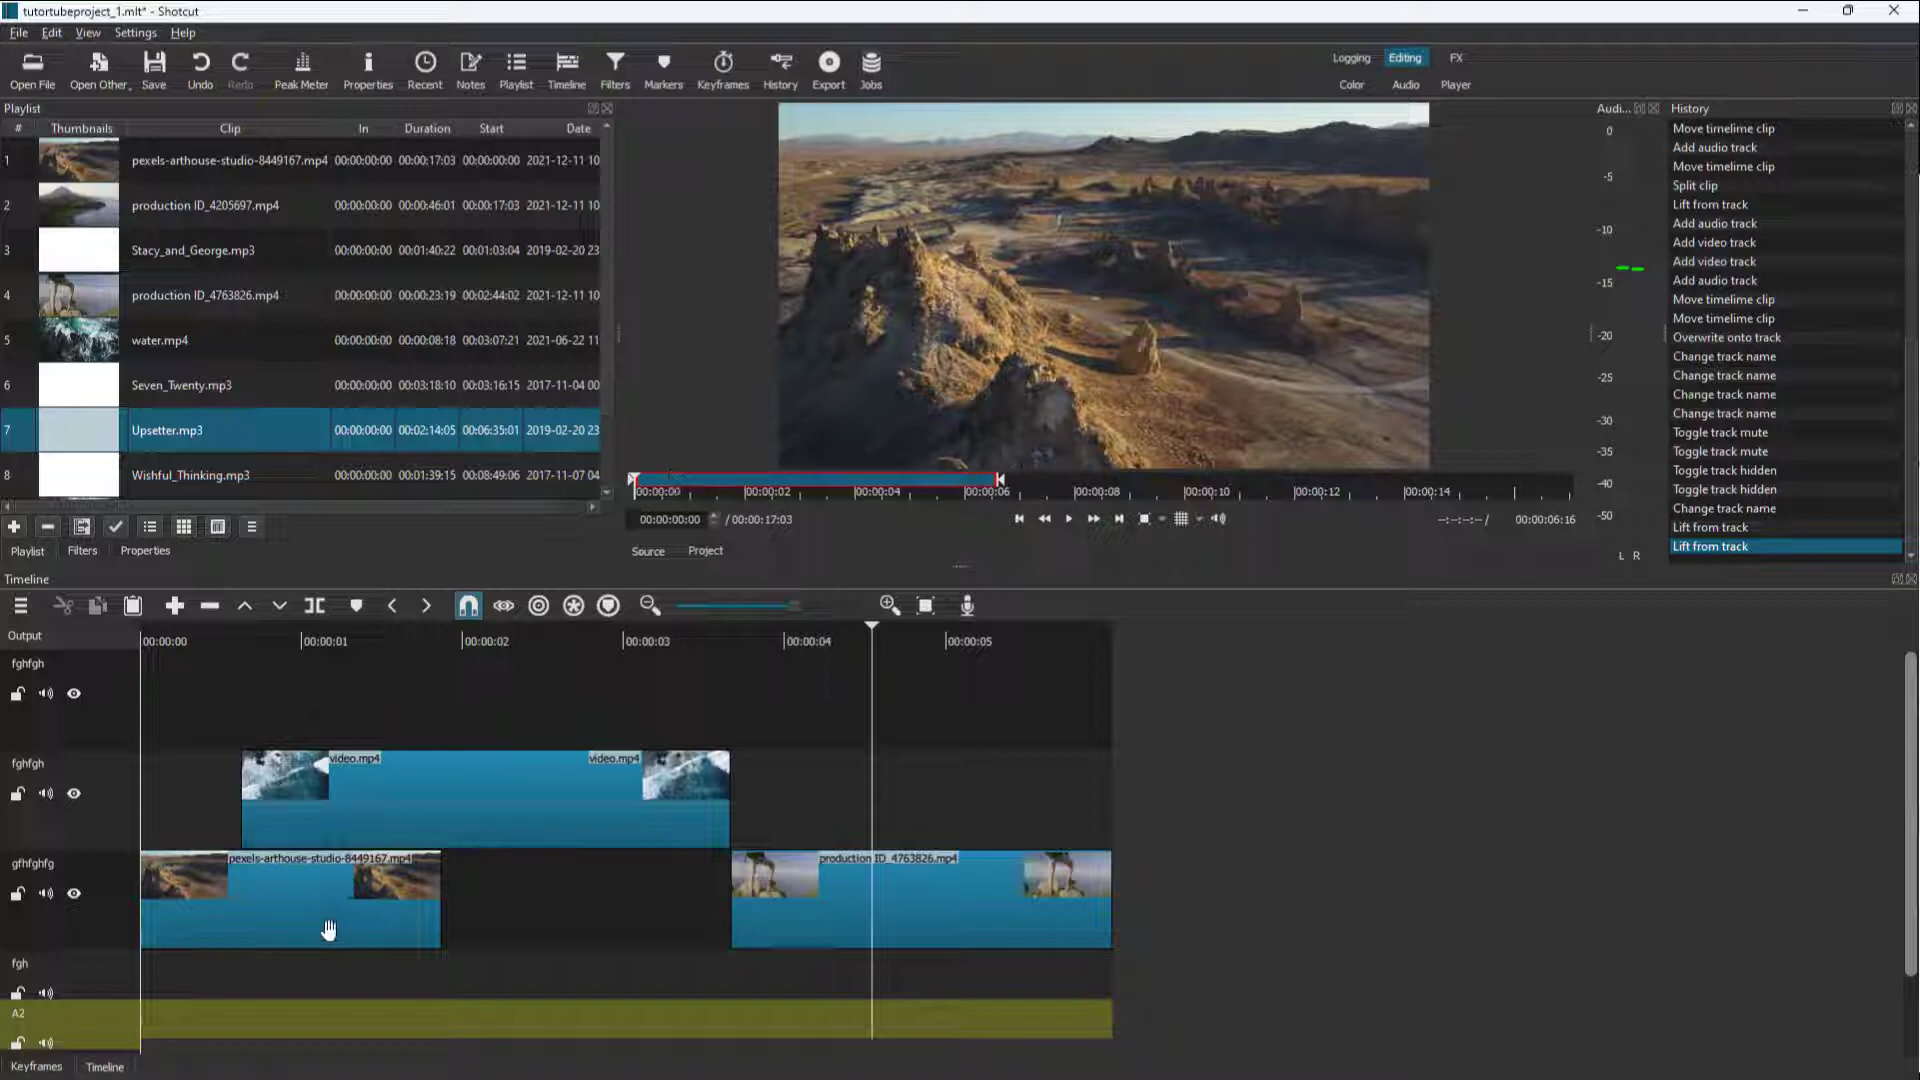 tutortubeproject_1.mlt* - Shotcut
File Edit View Settings Help
Open File Open Other... Save Undo Redo Peak Meter Properties Recent Notes Playlist Timeline Filters Markers Keyframes History Export Jobs
Logging Editing FX
Color Audio Player
Playlist
# Thumbnails Clip In Duration Start Date
1 pexels-arthouse-studio-8449167.mp4 00:00:00:00 00:00:17:03 00:00:00:00 2021-12-11 10
2 production ID_4205697.mp4 00:00:00:00 00:00:46:01 00:00:17:03 2021-12-11 10
3 Stacy_and_George.mp3 00:00:00:00 00:01:40:22 00:01:03:04 2019-02-20 23
4 production ID_4763826.mp4 00:00:00:00 00:00:23:19 00:02:44:02 2021-12-11 10
5 water.mp4 00:00:00:00 00:00:08:18 00:03:07:21 2021-06-22 11
6 Seven_Twenty.mp3 00:00:00:00 00:03:18:10 00:03:16:15 2017-11-04 00
7 Upsetter.mp3 00:00:00:00 00:02:14:05 00:06:35:01 2019-02-20 23
8 Wishful_Thinking.mp3 00:00:00:00 00:01:39:15 00:08:49:06 2017-11-07 04
Playlist Filters Properties
00:00:00 00:00:02 00:00:04 00:00:06 00:00:08 00:00:10 00:00:12 00:00:14
00:00:00:00 / 00:00:17:03
--:--:--:-- / 00:00:06:16
Source Project
Audi...
0
-5
-10
-15
-20
-25
-30
-35
-40
-50
L R
History
Move timelime clip
Add audio track
Move timelime clip
Split clip
Lift from track
Add audio track
Add video track
Add video track
Add audio track
Move timelime clip
Move timelime clip
Overwrite onto track
Change track name
Change track name
Change track name
Change track name
Toggle track mute
Toggle track mute
Toggle track hidden
Toggle track hidden
Change track name
Lift from track
Lift from track
Timeline
Output
00:00:00 00:00:01 00:00:02 00:00:03 00:00:04 00:00:05
fghfgh
fghfgh
video.mp4 video.mp4
gfhfghfg
pexels-arthouse-studio-8449167.mp4 production ID_4763826.mp4
fgh
A2
Keyframes Timeline